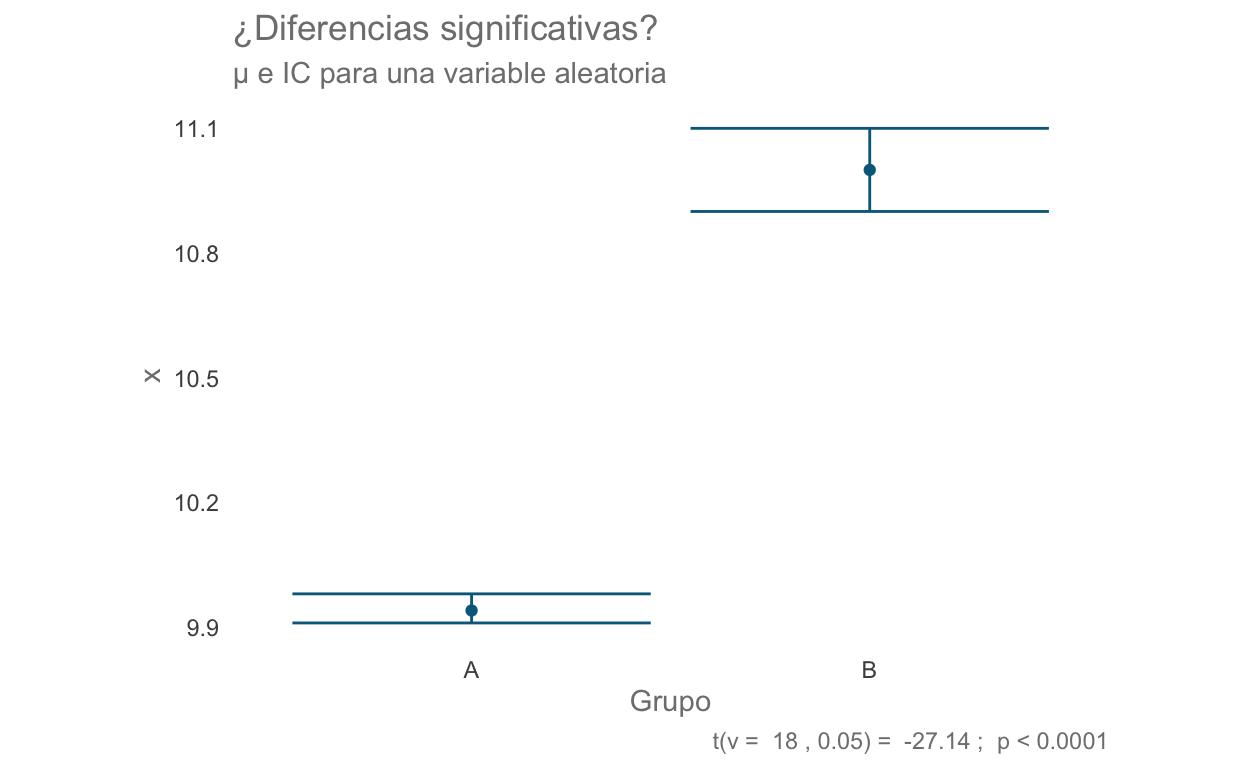 ¿Diferencias significativas?
μ e IC para una variable aleatoria
11.1
10.8
10.5
10.2
9.9
x
A
B
Grupo
t(v =  18 , 0.05) =  -27.14 ;  p < 0.0001